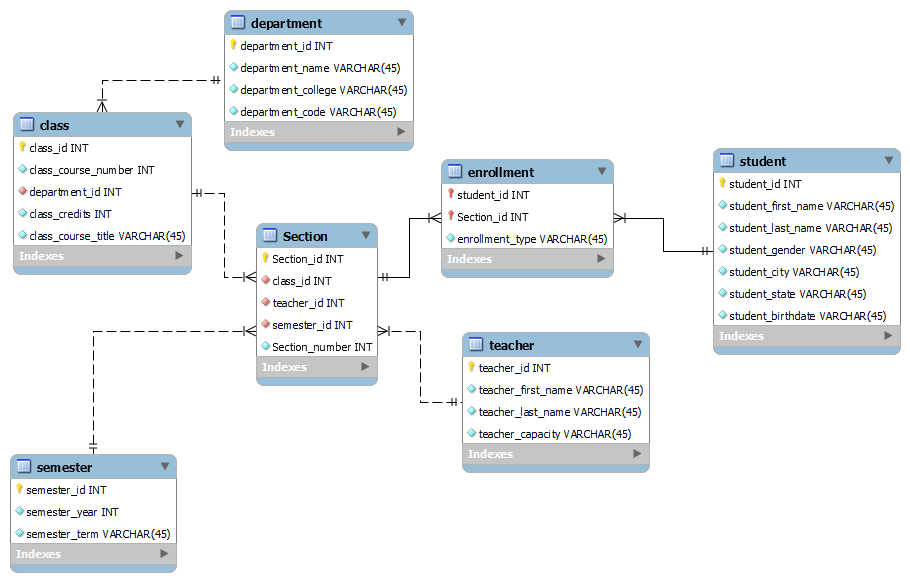 department
department_id INT
department_name VARCHAR(45)
department_college VARCHAR(45)
department_code VARCHAR(45)
Indexes
class
class_id INT
class_course_number INT
department_id INT
class_credits INT
class_course_title VARCHAR(45)
Indexes
enrollment
student_id INT
Section_id INT
enrollment_type VARCHAR(45)
Indexes
student
student_id INT
student_first_name VARCHAR(45)
student_last_name VARCHAR(45)
student_gender VARCHAR(45)
student_city VARCHAR(45)
student_state VARCHAR(45)
student_birthdate VARCHAR(45)
Indexes
Section
Section_id INT
class_id INT
teacher_id INT
semester_id INT
Section_number INT
Indexes
teacher
teacher_id INT
teacher_first_name VARCHAR(45)
teacher_last_name VARCHAR(45)
teacher_capacity VARCHAR(45)
Indexes
semester
semester_id INT
semester_year INT
semester_term VARCHAR(45)
Indexes